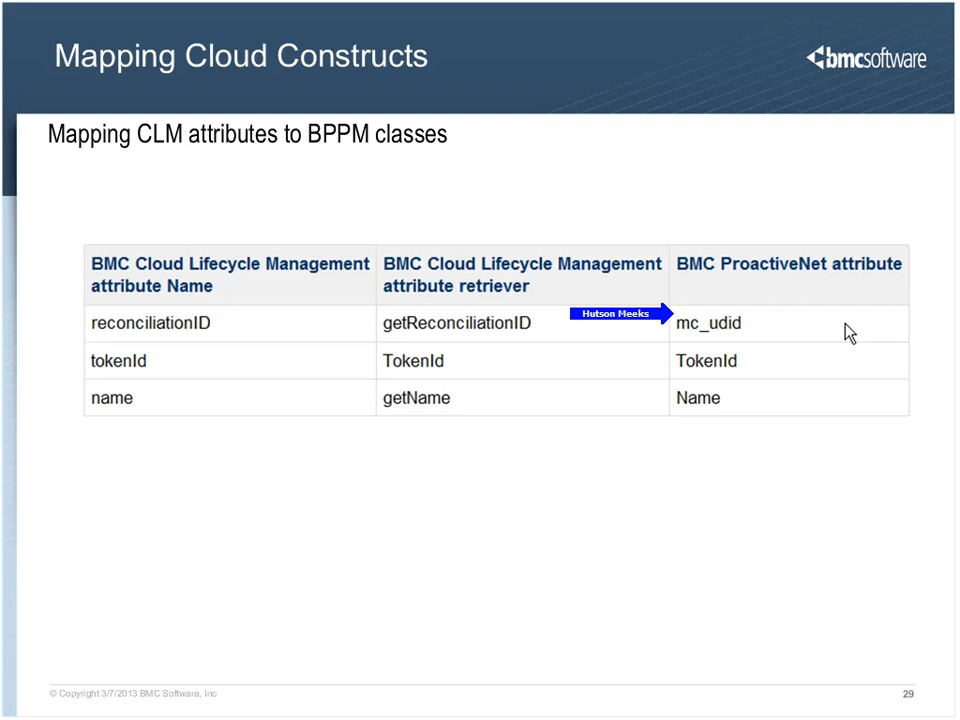 Mapping Cloud Constructs
bmcsoftware
Mapping CLM attributes to BPPM classes
BMC Cloud Lifecycle Management attribute Name
BMC Cloud Lifecycle Management attribute retriever
BMC ProactiveNet attribute
Hutson Meeks
reconciliationID getReconciliationID mc_udid
tokenId TokenId TokenId
name getName Name
© Copyright 3/7/2013 BMC Software, Inc
29